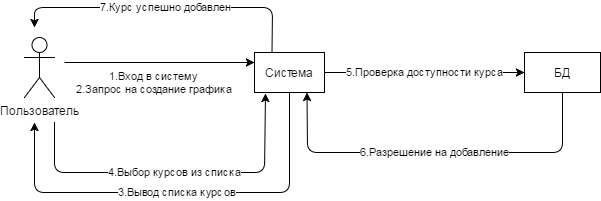 7.Курс успешно добавлен
1.Вход в систему
2.Запрос на создание графика
Система
5.Проверка доступности курса
БД
Пользователь
6.Разрешение на добавление
4.Выбор курсов из списка
3.Вывод списка курсов